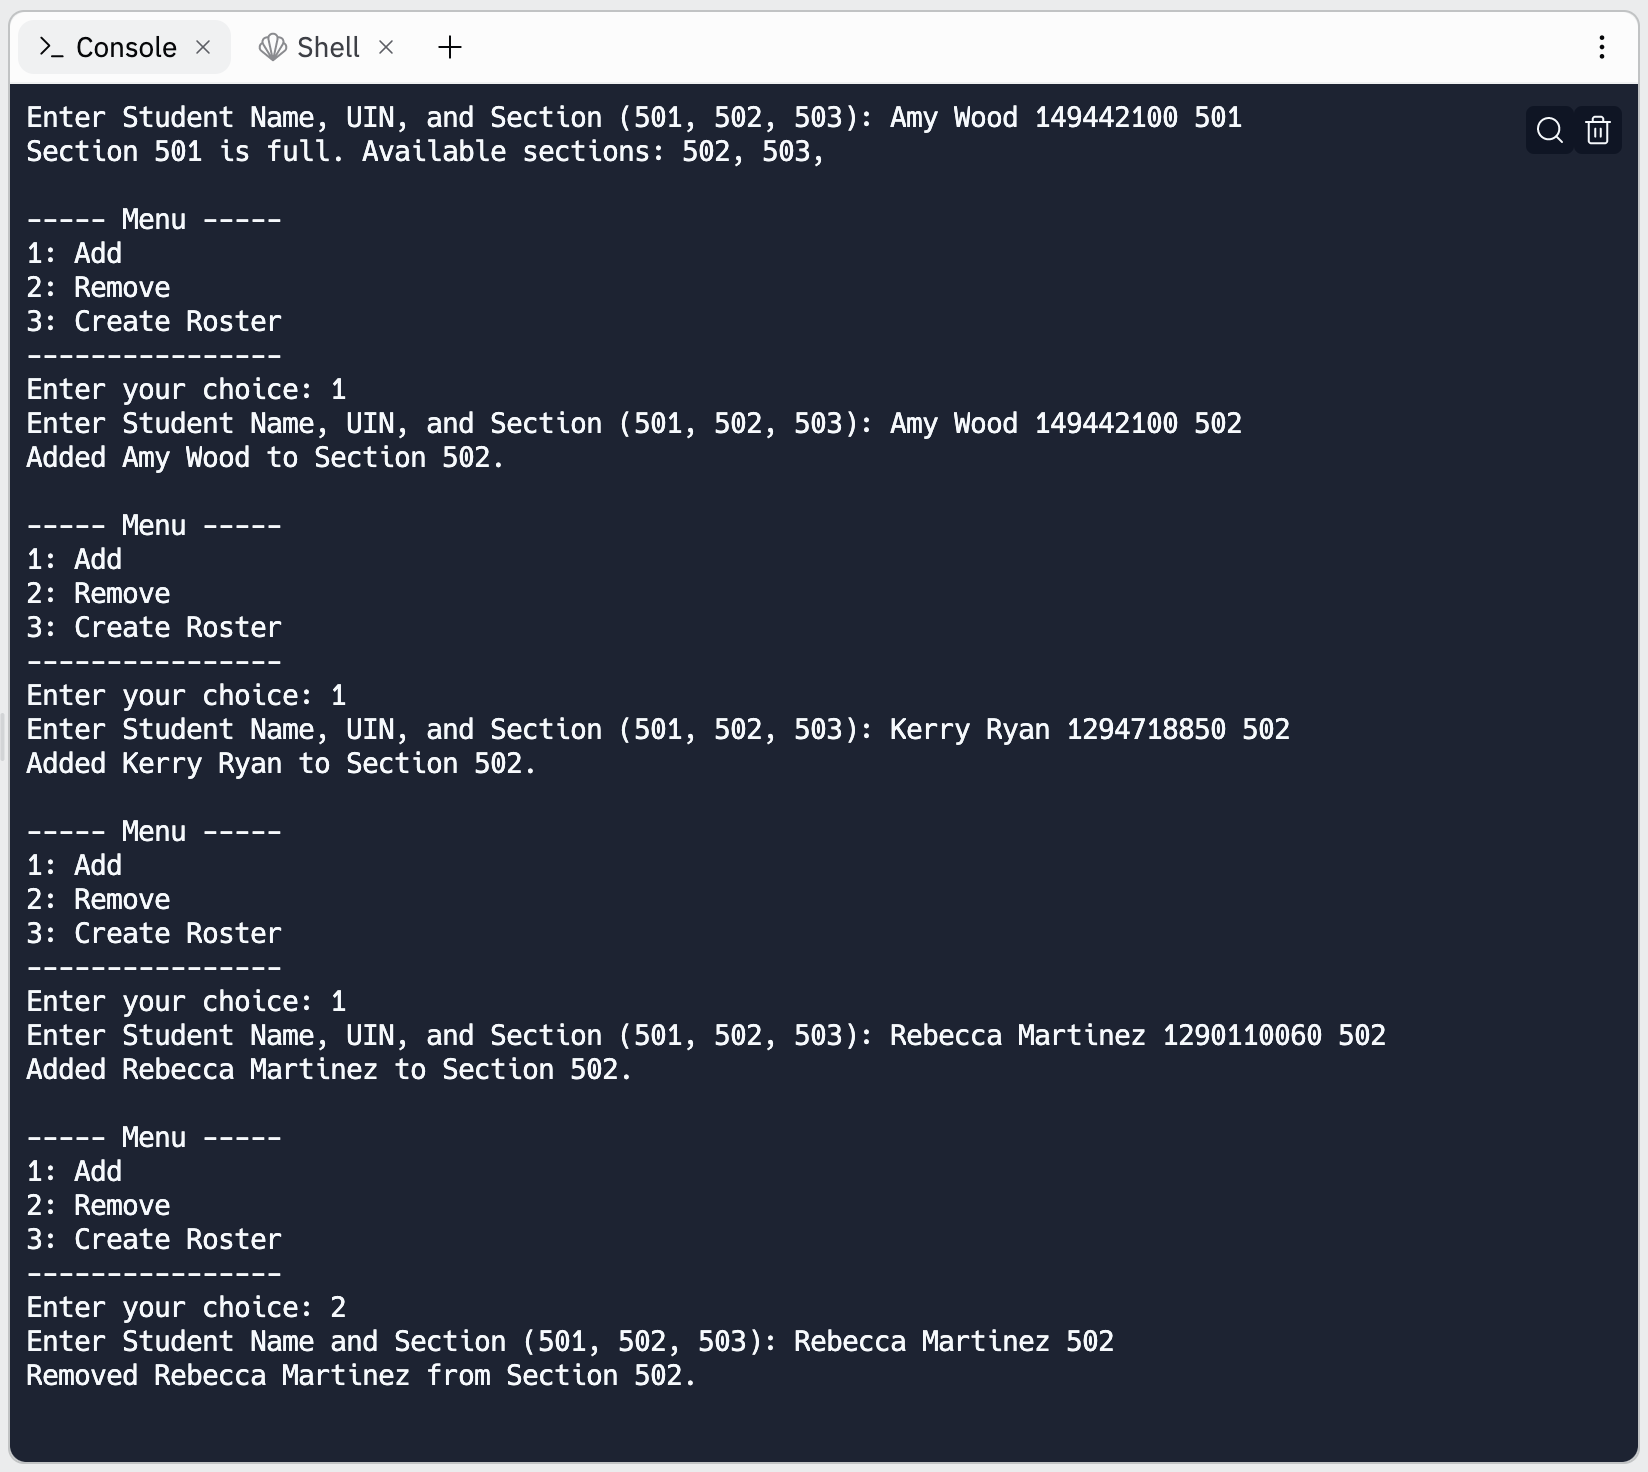 Console
Shell
Enter Student Name, UIN, and Section (501, 502, 503): Amy Wood 149442100 501
Section 501 is full. Available sections: 502, 503,
----- Menu -----
1: Add
2: Remove
3: Create Roster
----------------
Enter your choice: 1
Enter Student Name, UIN, and Section (501, 502, 503): Amy Wood 149442100 502
Added Amy Wood to Section 502.
----- Menu -----
1: Add
2: Remove
3: Create Roster
----------------
Enter your choice: 1
Enter Student Name, UIN, and Section (501, 502, 503): Kerry Ryan 1294718850 502
Added Kerry Ryan to Section 502.
----- Menu -----
1: Add
2: Remove
3: Create Roster
----------------
Enter your choice: 1
Enter Student Name, UIN, and Section (501, 502, 503): Rebecca Martinez 1290110060 502
Added Rebecca Martinez to Section 502.
----- Menu -----
1: Add
2: Remove
3: Create Roster
----------------
Enter your choice: 2
Enter Student Name and Section (501, 502, 503): Rebecca Martinez 502
Removed Rebecca Martinez from Section 502.